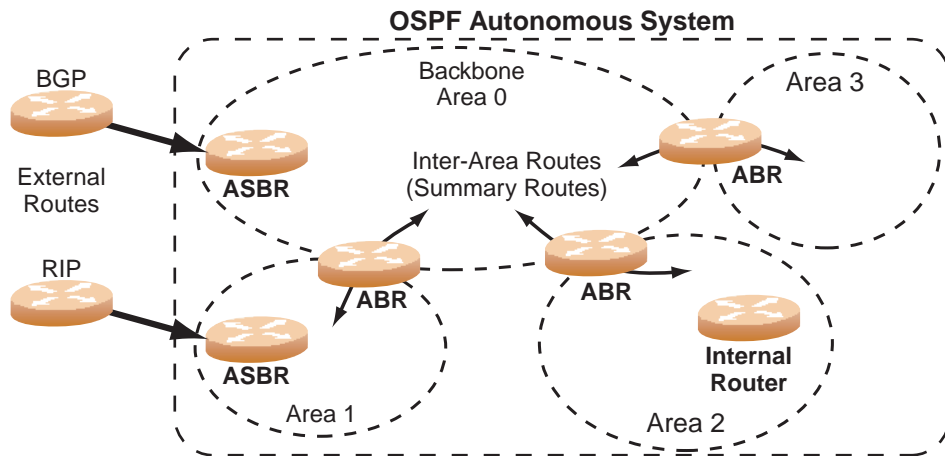 OSPF Autonomous System
BGP
Backbone
Area 0
Area 3
ASBR
Inter-Area Routes
(Summary Routes)
ABR
External
Routes
RIP
ABR
ABR
ASBR
Internal
Router
Area 1
Area 2